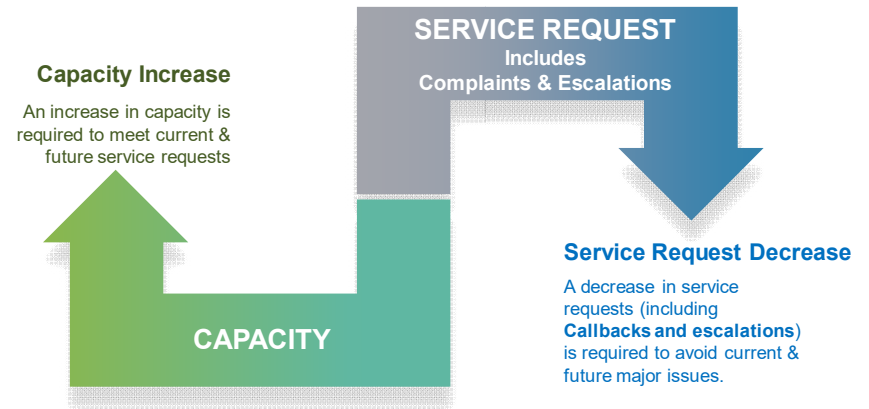 SERVICE REQUEST
Includes
Complaints & Escalations
Capacity Increase
An increase in capacity is
required to meet current &
future service requests
CAPACITY
Service Request Decrease
A decrease in service
requests (including
Callbacks and escalations)
is required to avoid current &
future major issues.